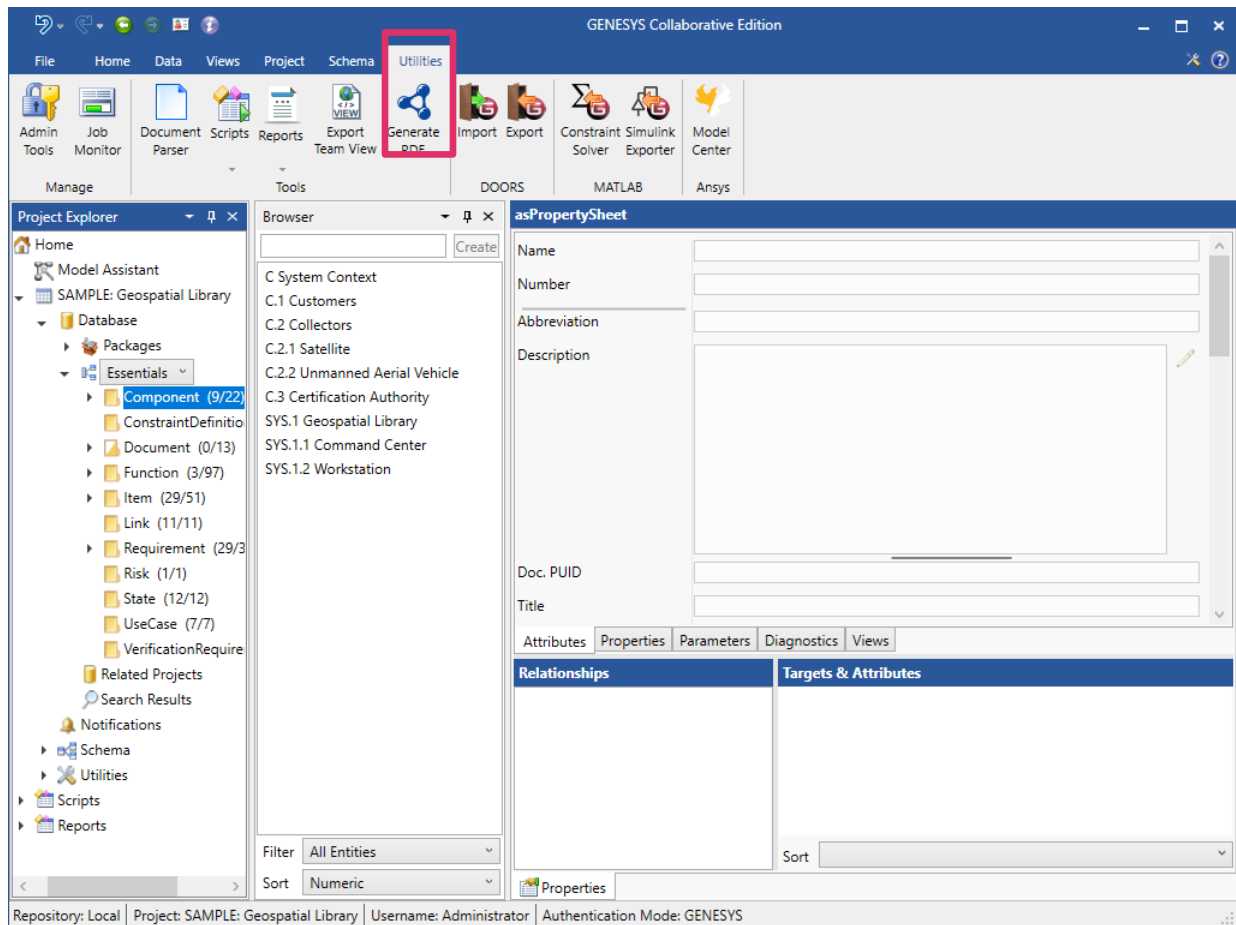 GENESYS Collaborative Edition
File Home Data Views Project Schema Utilities
Admin Tools
Job Monitor
Document Parser
Scripts
Reports
VIEW
Export Team View
Generate
Import
Export
Constraint Solver
Simulink Exporter
Model Center
Manage Tools DOORS MATLAB Ansys
Project Explorer
Home
Model Assistant
SAMPLE: Geospatial Library
Database
Packages
Essentials
Component (9/22)
ConstraintDefinitio
Document (0/13)
Function (3/97)
Item (29/51)
Link (11/11)
Requirement (29/3
Risk (1/1)
State (12/12)
UseCase (7/7)
VerificationRequire
Related Projects
Search Results
Notifications
Schema
Utilities
Scripts
Reports
Browser
Create
C System Context
C.1 Customers
C.2 Collectors
C.2.1 Satellite
C.2.2 Unmanned Aerial Vehicle
C.3 Certification Authority
SYS.1 Geospatial Library
SYS.1.1 Command Center
SYS.1.2 Workstation
Filter All Entities
Sort Numeric
asPropertySheet
Name
Number
Abbreviation
Description
Doc. PUID
Title
Attributes Properties Parameters Diagnostics Views
Relationships
Targets & Attributes
Sort
Properties
Repository: Local Project: SAMPLE: Geospatial Library Username: Administrator Authentication Mode: GENESYS